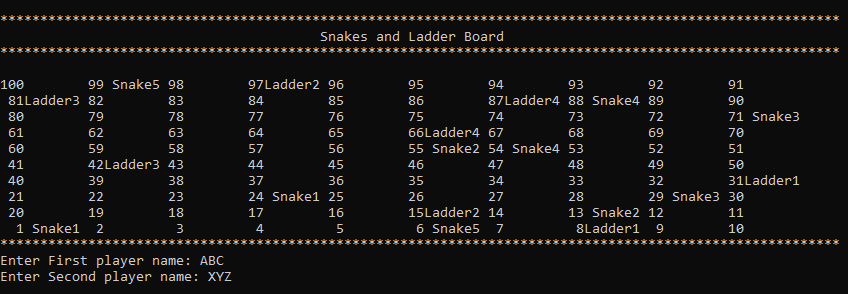 *********************************************************************************************************
Snakes and Ladder Board
*********************************************************************************************************
100 99 Snake5 98 97Ladder2 96 95 94 93 92 91
81Ladder3 82 83 84 85 86 87Ladder4 88 Snake4 89 90
80 79 78 77 76 75 74 73 72 71 Snake3
61 62 63 64 65 66Ladder4 67 68 69 70
60 59 58 57 56 55 Snake2 54 Snake4 53 52 51
41 42Ladder3 43 44 45 46 47 48 49 50
40 39 38 37 36 35 34 33 32 31Ladder1
21 22 23 24 Snake1 25 26 27 28 29 Snake3 30
20 19 18 17 16 15Ladder2 14 13 Snake2 12 11
1 Snake1 2 3 4 5 6 Snake5 7 8Ladder1 9 10
*********************************************************************************************************
Enter First player name: ABC
Enter Second player name: XYZ